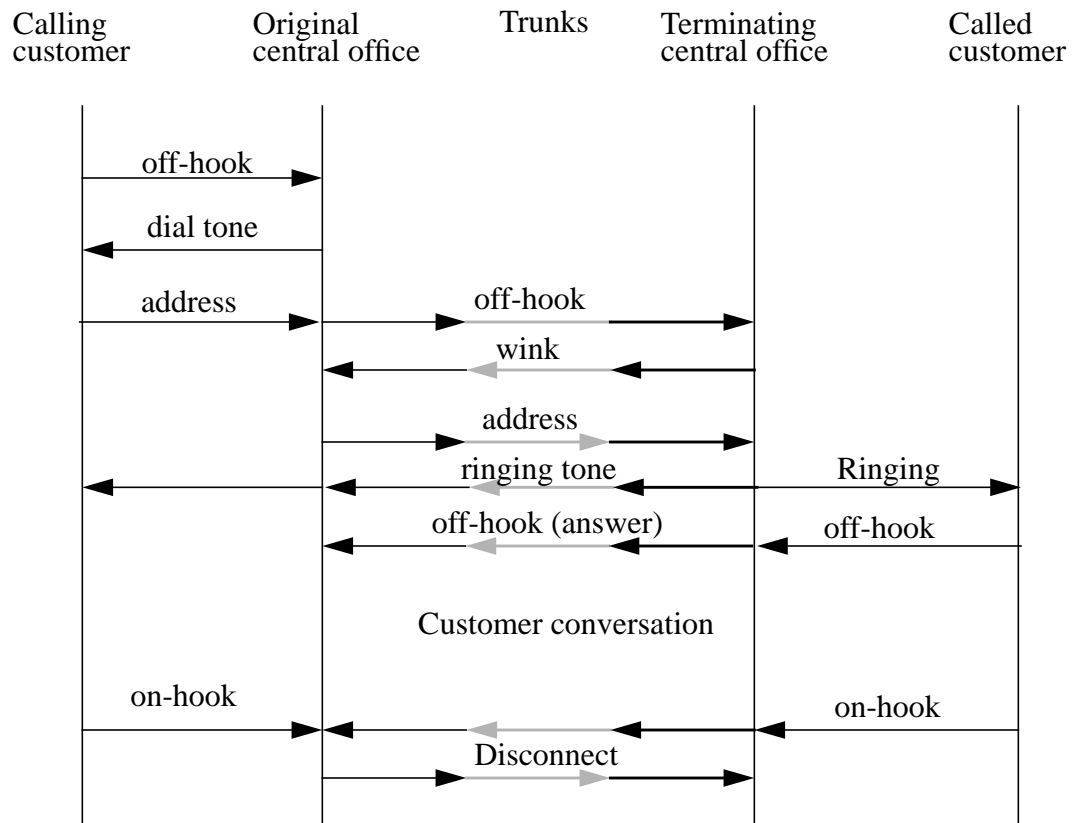 Calling
customer
Original
central office
Trunks
Terminating
central office
Called
customer
off-hook
dial tone
address
off-hook
wink
address
ringing tone
Ringing
off-hook (answer)
off-hook
Customer conversation
on-hook
on-hook
Disconnect